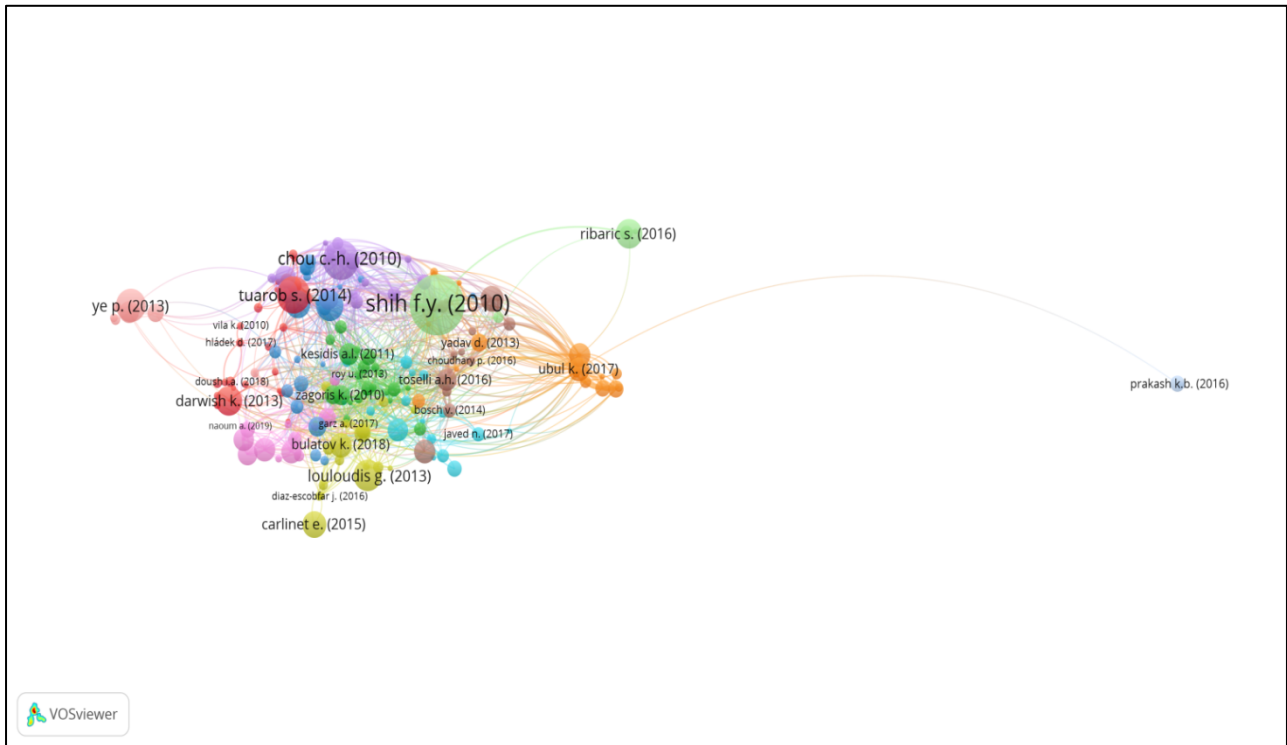 ribaric s. (2016)
chou c.-h. (2010)
tuarob s. (2014)
shih f.y. (2010)
ye p. (2013)
vila k. (2010)
hládek d. (2017)
yadav d. (2013)
kesidis a.l. (2011)
choudhary p. (2016)
ubul k. (2017)
roy u. (2013)
toselli a.h. (2016)
doush i.a. (2018)
prakash k.b. (2016)
zagoris k. (2010)
darwish k. (2013)
bosch v. (2014)
garz a. (2017)
naoum a. (2019)
javed n. (2017)
bulatov k. (2018)
louloudis g. (2013)
diaz-escobar j. (2016)
carlinet e. (2015)
VOSviewer